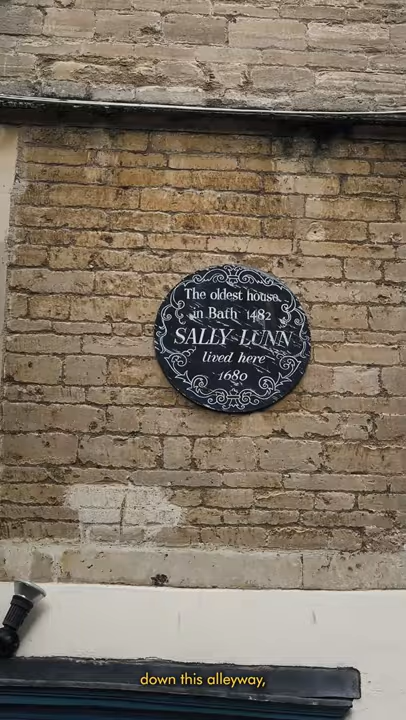 The oldest house
in Bath 1482
SALLY LUNN
lived here
1680
down this alleyway,